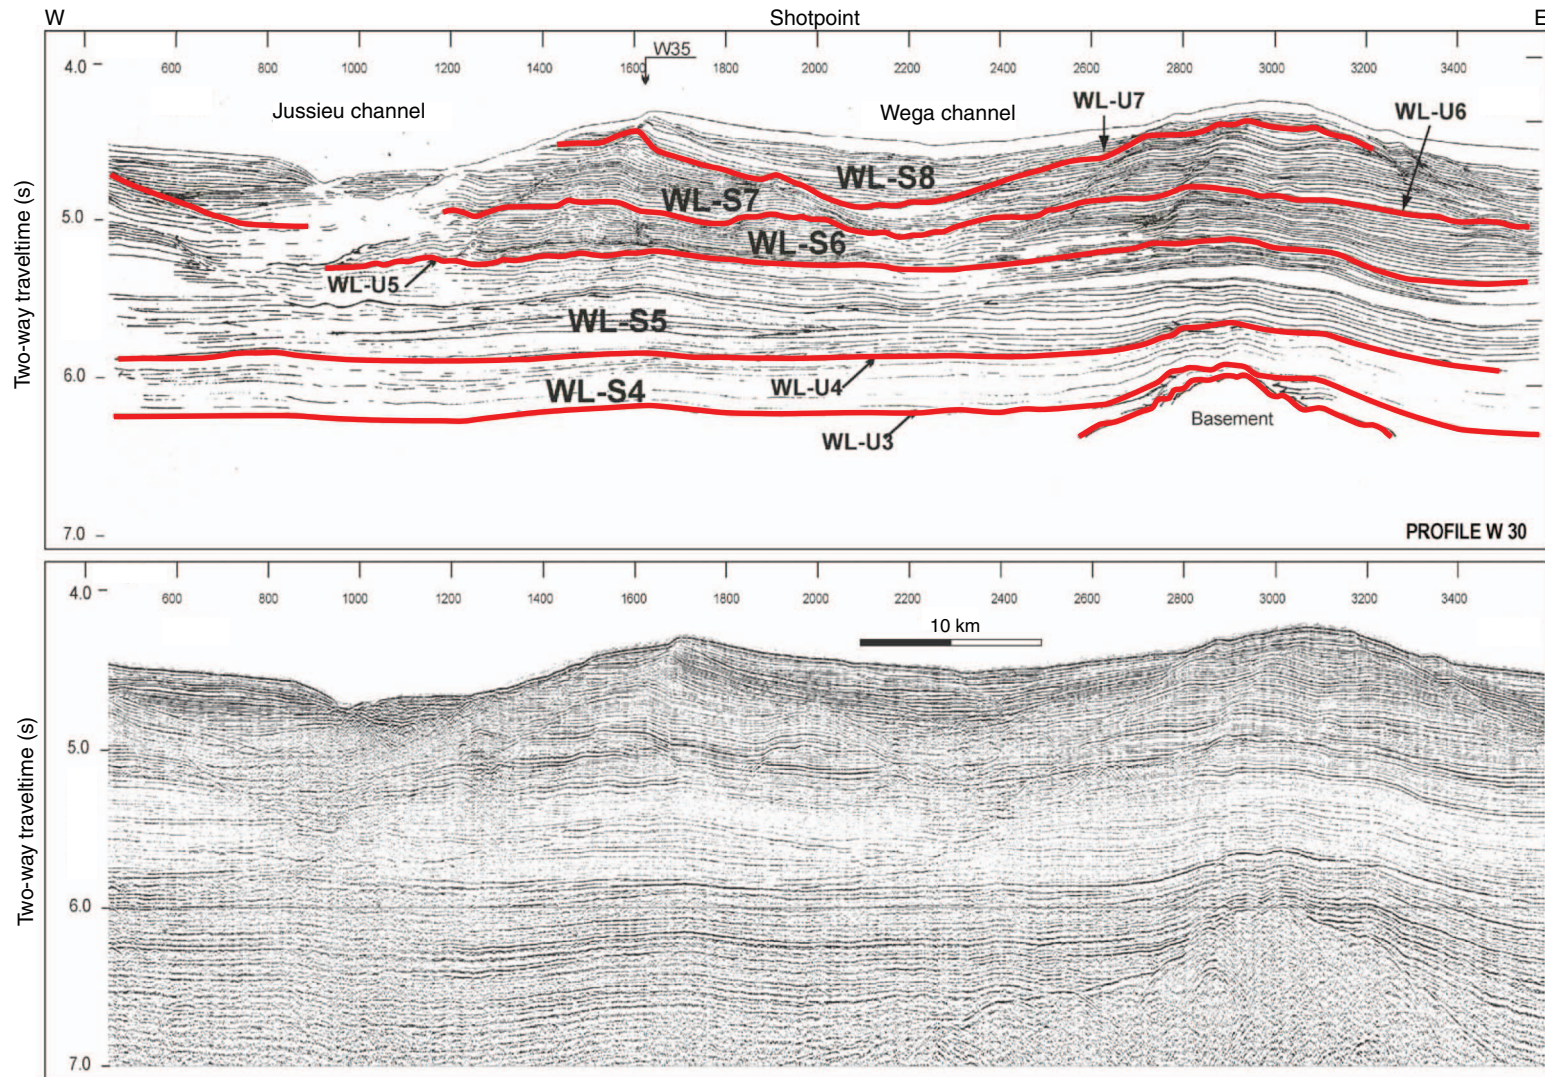 W Shotpoint E
W35
4.0 600 800 1000 1200 1400 1600 1800 2000 2200 2400 2600 2800 3000 3200 3400
Jussieu channel Wega channel WL-U7 WL-U6
WL-S8
WL-S7
5.0
WL-S6
WL-U5
WL-S5
6.0
WL-U4
WL-S4
Basement
WL-U3
7.0 PROFILE W 30
Two-way traveltime (s)
4.0 600 800 1000 1200 1400 1600 1800 2000 2200 2400 2600 2800 3000 3200 3400
10 km
5.0
6.0
7.0
Two-way traveltime (s)